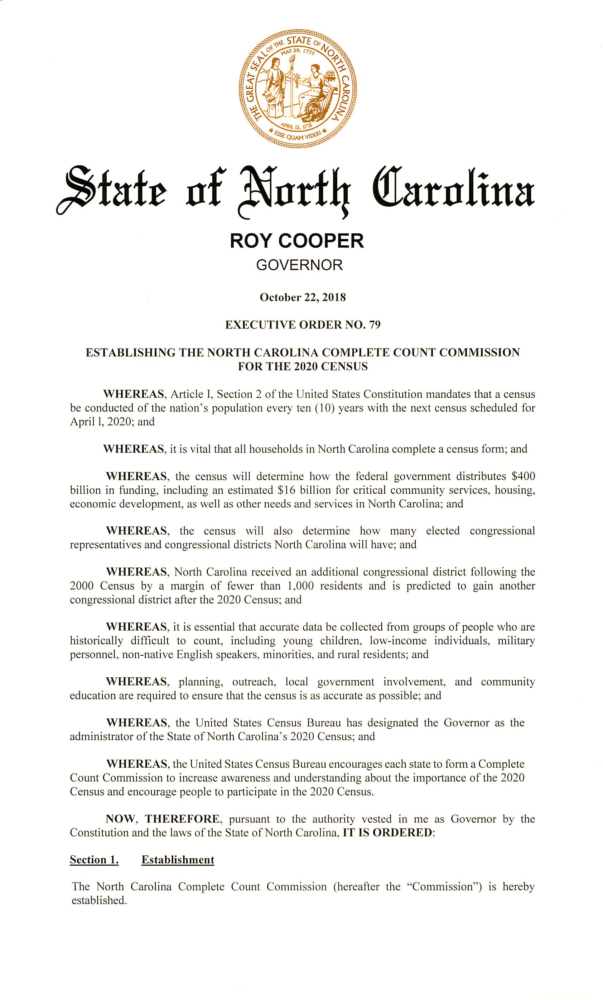 THE GREAT SEAL OF THE STATE OF NORTH CAROLINA
MAY 20, 1775
APRIL 12, 1776
★ ESSE QUAM VIDERI ★
State of North Carolina
ROY COOPER
GOVERNOR
October 22, 2018
EXECUTIVE ORDER NO. 79
ESTABLISHING THE NORTH CAROLINA COMPLETE COUNT COMMISSION
FOR THE 2020 CENSUS
WHEREAS, Article I, Section 2 of the United States Constitution mandates that a census
be conducted of the nation's population every ten (10) years with the next census scheduled for
April 1, 2020; and
WHEREAS, it is vital that all households in North Carolina complete a census form; and
WHEREAS, the census will determine how the federal government distributes $400
billion in funding, including an estimated $16 billion for critical community services, housing,
economic development, as well as other needs and services in North Carolina; and
WHEREAS, the census will also determine how many elected congressional
representatives and congressional districts North Carolina will have; and
WHEREAS, North Carolina received an additional congressional district following the
2000 Census by a margin of fewer than 1,000 residents and is predicted to gain another
congressional district after the 2020 Census; and
WHEREAS, it is essential that accurate data be collected from groups of people who are
historically difficult to count, including young children, low-income individuals, military
personnel, non-native English speakers, minorities, and rural residents; and
WHEREAS, planning, outreach, local government involvement, and community
education are required to ensure that the census is as accurate as possible; and
WHEREAS, the United States Census Bureau has designated the Governor as the
administrator of the State of North Carolina's 2020 Census; and
WHEREAS, the United States Census Bureau encourages each state to form a Complete
Count Commission to increase awareness and understanding about the importance of the 2020
Census and encourage people to participate in the 2020 Census.
NOW, THEREFORE, pursuant to the authority vested in me as Governor by the
Constitution and the laws of the State of North Carolina, IT IS ORDERED:
Section 1. Establishment
The North Carolina Complete Count Commission (hereafter the "Commission") is hereby
established.